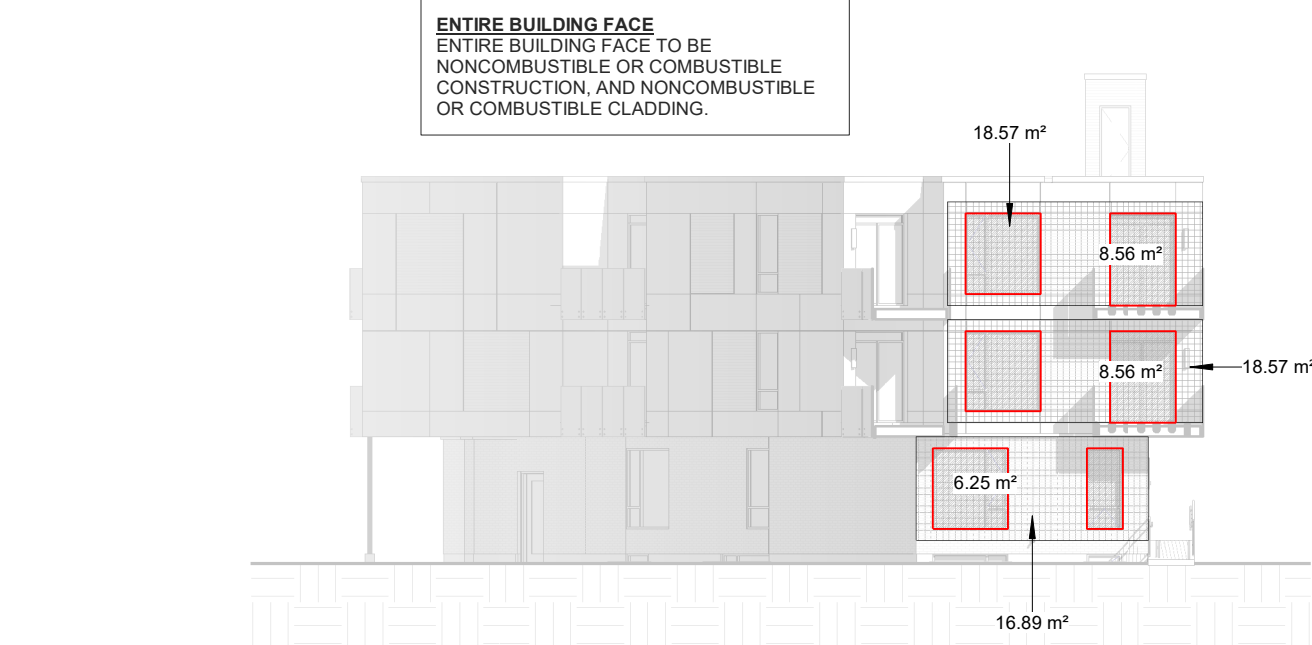 ENTIRE BUILDING FACE
ENTIRE BUILDING FACE TO BE
NONCOMBUSTIBLE OR COMBUSTIBLE
CONSTRUCTION, AND NONCOMBUSTIBLE
OR COMBUSTIBLE CLADDING.
18.57 m²
8.56 m²
8.56 m²
18.57 m²
6.25 m²
16.89 m²